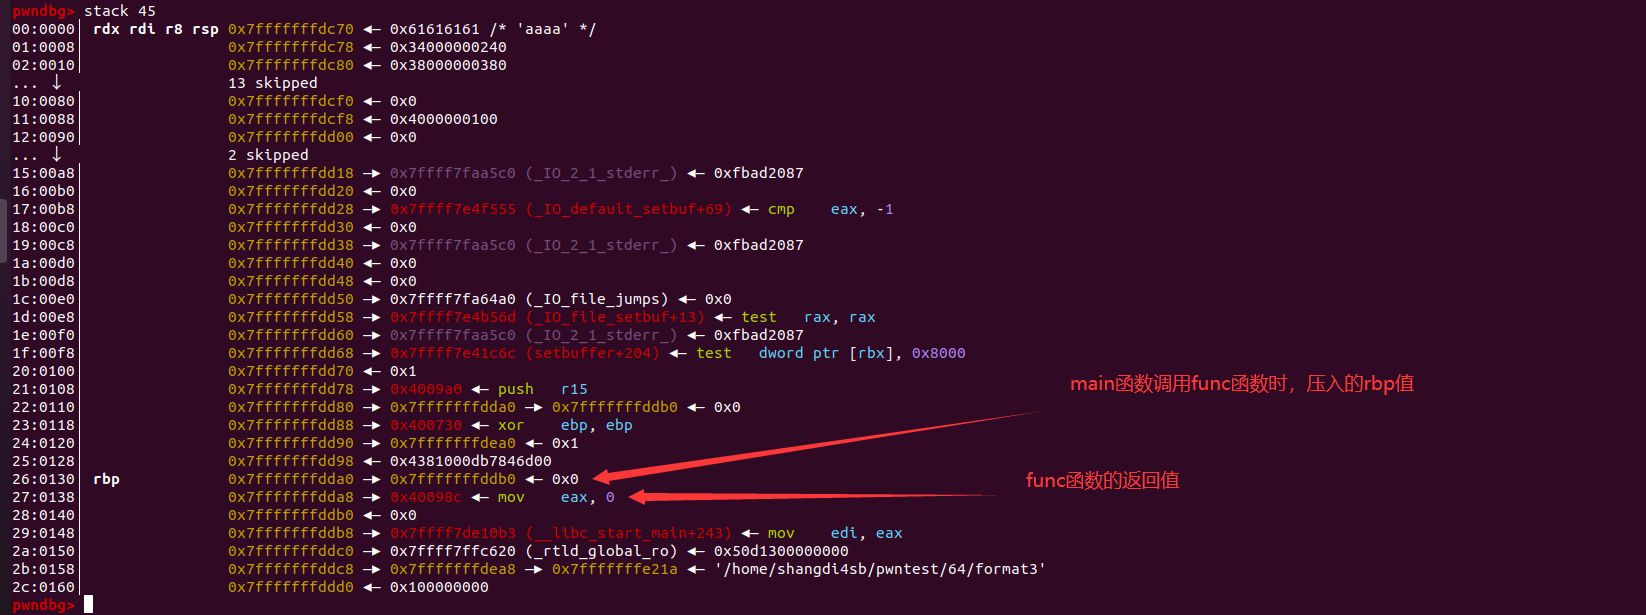 pwndbg> stack 45
00:0000│ rdx rdi r8 rsp 0x7fffffffdc70 ◂— 0x61616161 /* 'aaaa' */
01:0008│ 0x7fffffffdc78 ◂— 0x34000000240
02:0010│ 0x7fffffffdc80 ◂— 0x38000000380
... ↓ 13 skipped
10:0080│ 0x7fffffffdcf0 ◂— 0x0
11:0088│ 0x7fffffffdcf8 ◂— 0x4000000100
12:0090│ 0x7fffffffdd00 ◂— 0x0
... ↓ 2 skipped
15:00a8│ 0x7fffffffdd18 —▸ 0x7ffff7faa5c0 (_IO_2_1_stderr_) ◂— 0xfbad2087
16:00b0│ 0x7fffffffdd20 ◂— 0x0
17:00b8│ 0x7fffffffdd28 —▸ 0x7ffff7e4f555 (_IO_default_setbuf+69) ◂— cmp eax, -1
18:00c0│ 0x7fffffffdd30 ◂— 0x0
19:00c8│ 0x7fffffffdd38 —▸ 0x7ffff7faa5c0 (_IO_2_1_stderr_) ◂— 0xfbad2087
1a:00d0│ 0x7fffffffdd40 ◂— 0x0
1b:00d8│ 0x7fffffffdd48 ◂— 0x0
1c:00e0│ 0x7fffffffdd50 —▸ 0x7ffff7fa64a0 (_IO_file_jumps) ◂— 0x0
1d:00e8│ 0x7fffffffdd58 —▸ 0x7ffff7e4b56d (_IO_file_setbuf+13) ◂— test rax, rax
1e:00f0│ 0x7fffffffdd60 —▸ 0x7ffff7faa5c0 (_IO_2_1_stderr_) ◂— 0xfbad2087
1f:00f8│ 0x7fffffffdd68 —▸ 0x7ffff7e41c6c (setbuffer+204) ◂— test dword ptr [rbx], 0x8000
20:0100│ 0x7fffffffdd70 ◂— 0x1
21:0108│ 0x7fffffffdd78 —▸ 0x4009a0 ◂— push r15
22:0110│ 0x7fffffffdd80 —▸ 0x7fffffffdda0 —▸ 0x7fffffffddb0 ◂— 0x0
23:0118│ 0x7fffffffdd88 —▸ 0x400730 ◂— xor ebp, ebp
24:0120│ 0x7fffffffdd90 —▸ 0x7fffffffdea0 ◂— 0x1
25:0128│ 0x7fffffffdd98 ◂— 0x4381000db7846d00
26:0130│ rbp 0x7fffffffdda0 —▸ 0x7fffffffddb0 ◂— 0x0
27:0138│ 0x7fffffffdda8 —▸ 0x40098c ◂— mov eax, 0
28:0140│ 0x7fffffffddb0 ◂— 0x0
29:0148│ 0x7fffffffddb8 —▸ 0x7ffff7de10b3 (__libc_start_main+243) ◂— mov edi, eax
2a:0150│ 0x7fffffffddc0 —▸ 0x7ffff7ffc620 (_rtld_global_ro) ◂— 0x50d1300000000
2b:0158│ 0x7fffffffddc8 —▸ 0x7fffffffdea8 —▸ 0x7fffffffe21a ◂— '/home/shangdi4sb/pwntest/64/format3'
2c:0160│ 0x7fffffffddd0 ◂— 0x100000000
pwndbg>
main函数调用func函数时，压入的rbp值
func函数的返回值